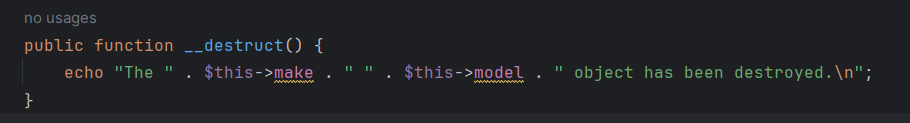 no usages
public function __destruct() {
    echo "The " . $this->make . " " . $this->model . " object has been destroyed.\n";
}